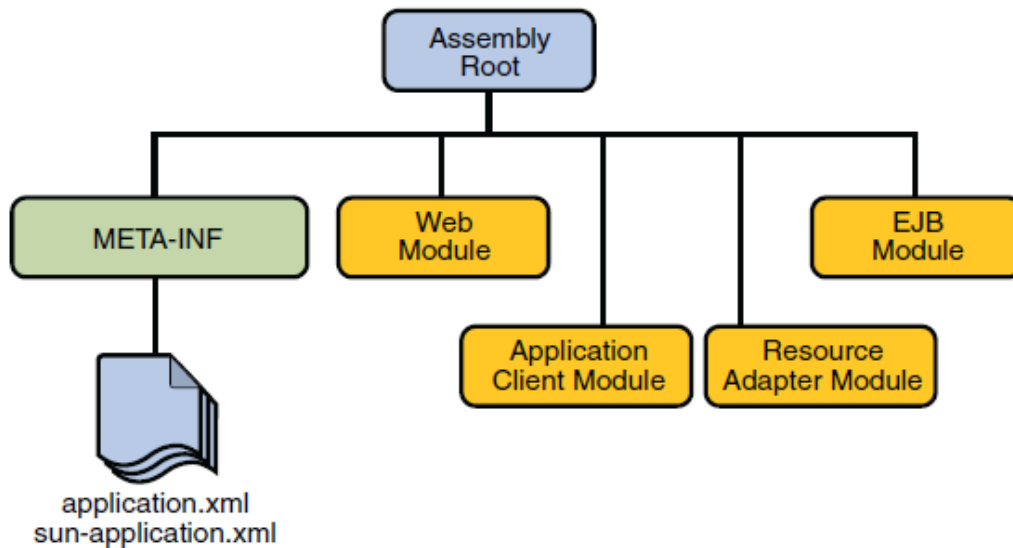 Assembly
Root
META-INF
Web
Module
EJB
Module
Application
Client Module
Resource
Adapter Module
application.xml
sun-application.xml